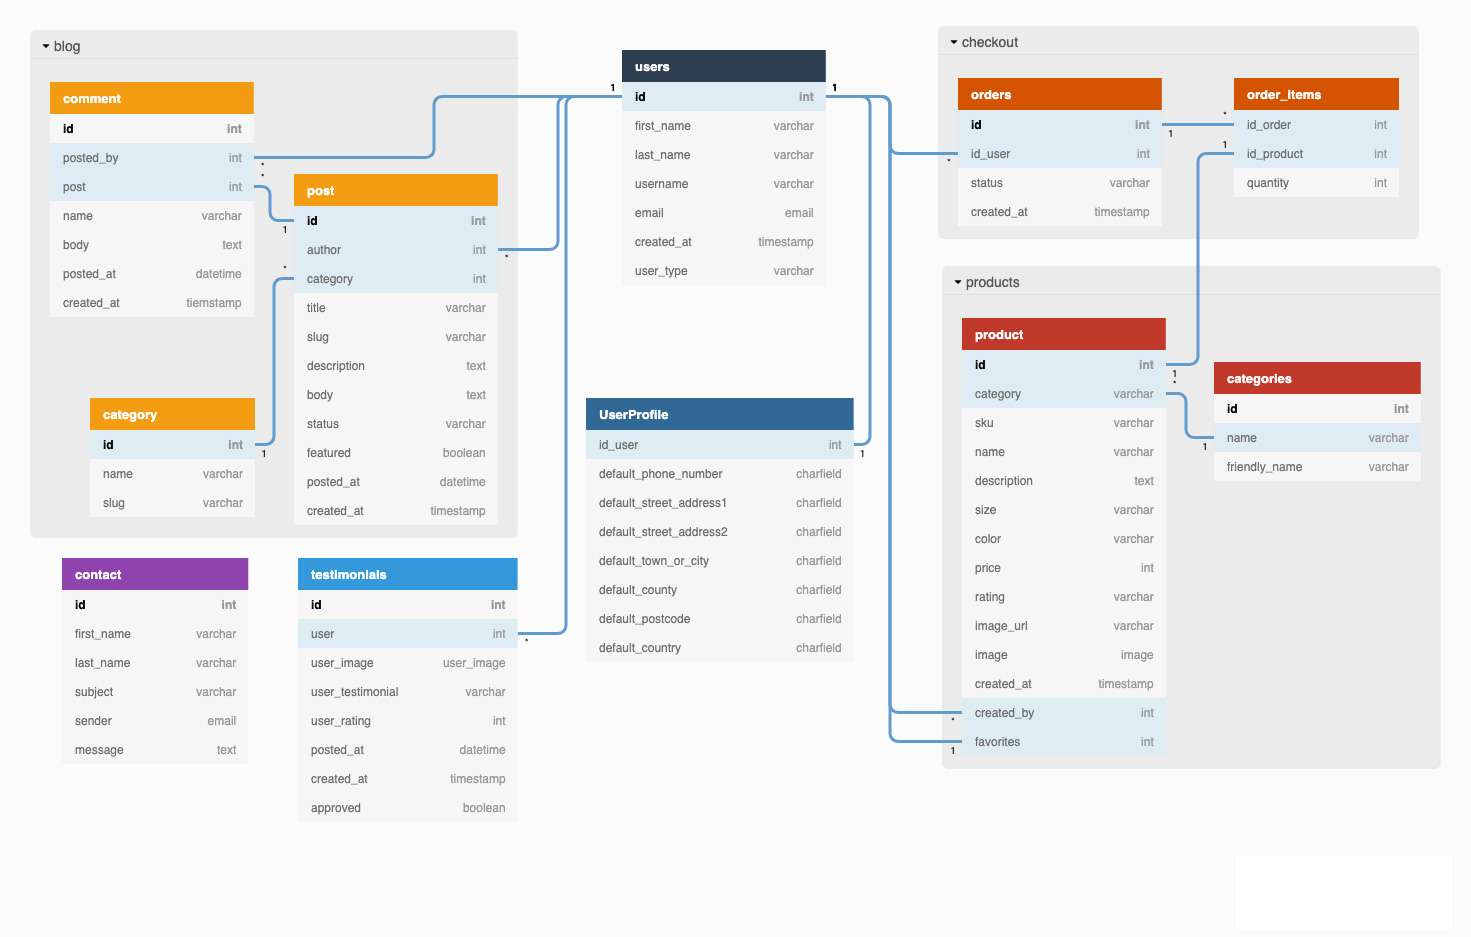 blog
comment
id int
posted_by int
*
*
post int
name varchar
body text
posted_at datetime
created_at tiemstamp
post
id int
1
author int
*
*
category int
title varchar
slug varchar
description text
body text
status varchar
featured boolean
posted_at datetime
created_at timestamp
category
id int
1
name varchar
slug varchar
contact
id int
first_name varchar
last_name varchar
subject varchar
sender email
message text
testimonials
id int
user int
*
user_image user_image
user_testimonial varchar
user_rating int
posted_at datetime
created_at timestamp
approved boolean
users
1 1
id int
first_name varchar
last_name varchar
username varchar
email email
created_at timestamp
user_type varchar
UserProfile
id_user int
1
default_phone_number charfield
default_street_address1 charfield
default_street_address2 charfield
default_town_or_city charfield
default_county charfield
default_postcode charfield
default_country charfield
checkout
orders
id int
1
id_user int
*
status varchar
created_at timestamp
order_items
*
id_order int
1
id_product int
quantity int
products
product
id int
1
*
category varchar
sku varchar
name varchar
description text
size varchar
color varchar
price int
rating varchar
image_url varchar
image image
created_at timestamp
created_by int
*
favorites int
1
categories
id int
name varchar
1
friendly_name varchar